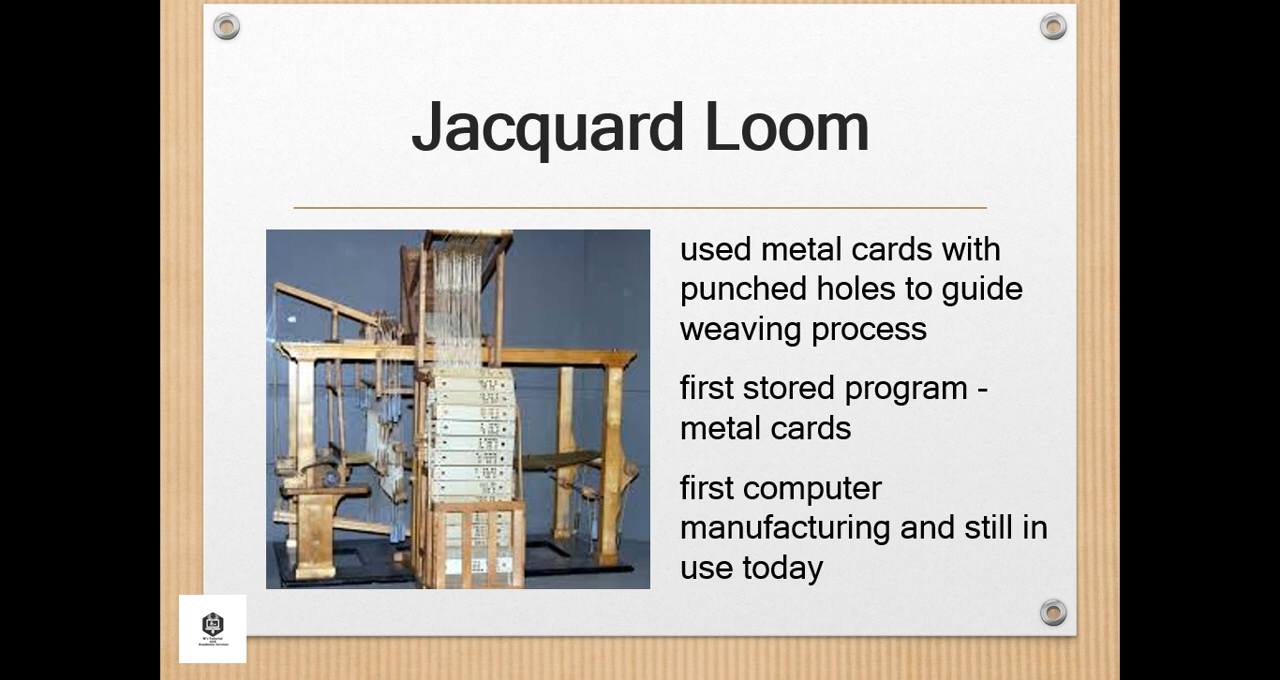 Jacquard Loom
used metal cards with
punched holes to guide
weaving process
first stored program -
metal cards
first computer
manufacturing and still in
use today